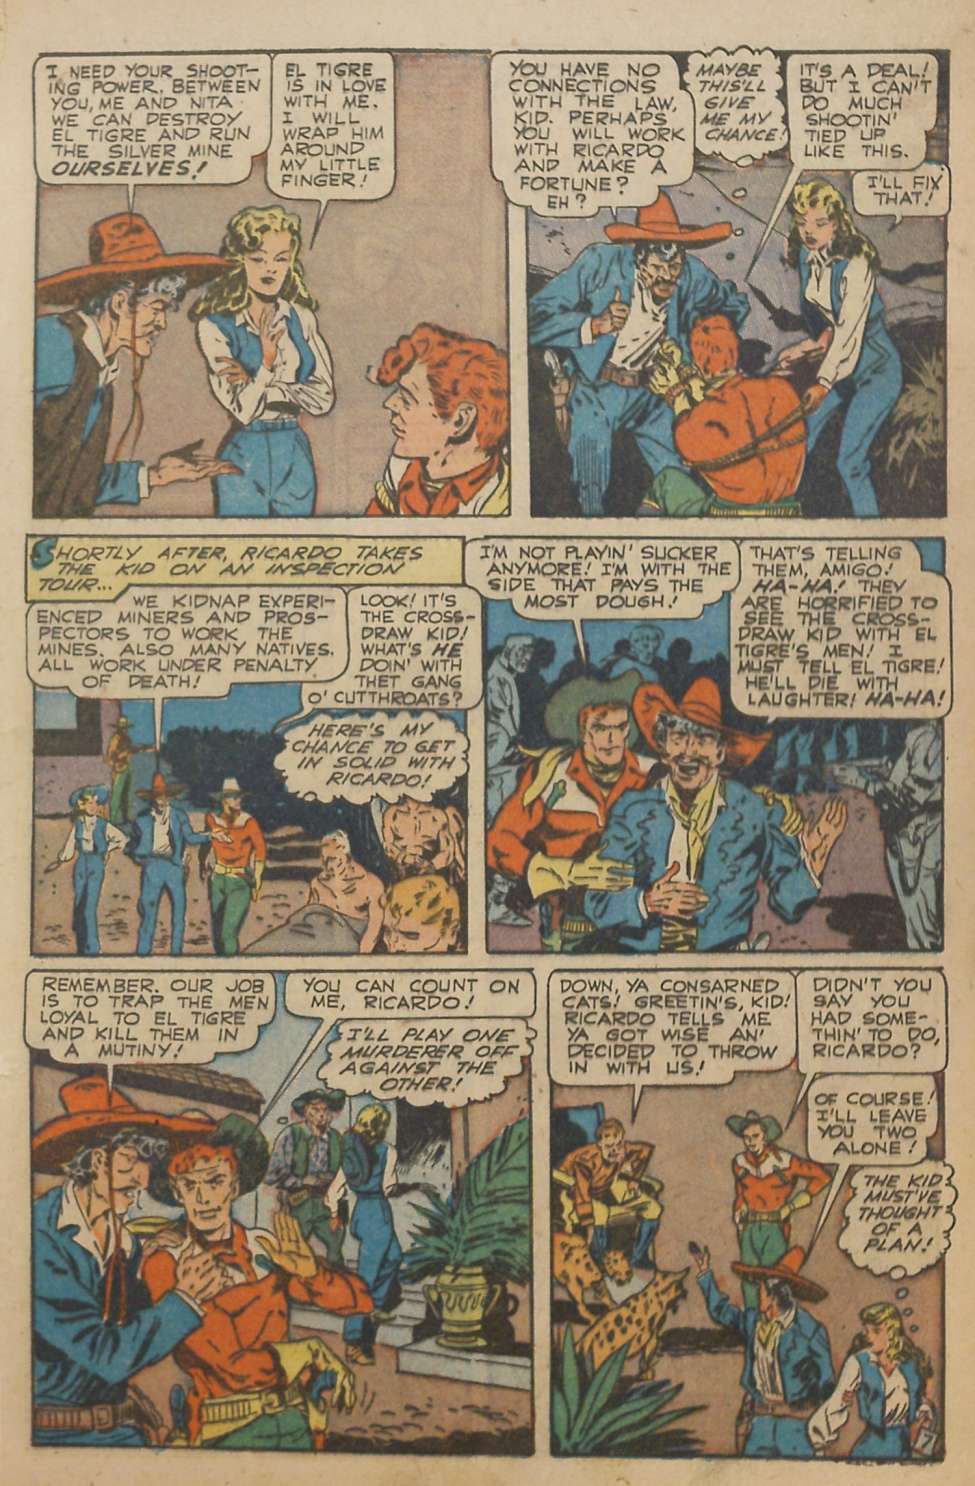 I NEED YOUR SHOOT-
ING POWER. BETWEEN
YOU, ME AND NITA
WE CAN DESTROY
EL TIGRE AND RUN
THE SILVER MINE
OURSELVES!
EL TIGRE
IS IN LOVE
WITH ME.
I WILL
WRAP HIM
AROUND
MY LITTLE
FINGER!
YOU HAVE NO
CONNECTIONS
WITH THE LAW,
KID. PERHAPS
YOU WILL WORK
WITH RICARDO
AND MAKE A
FORTUNE?
EH?
MAYBE
THIS'LL
GIVE
ME MY
CHANCE!
IT'S A DEAL!
BUT I CAN'T
DO MUCH
SHOOTIN'
TIED UP
LIKE THIS.
I'LL FIX
THAT!
SHORTLY AFTER, RICARDO TAKES
THE KID ON AN INSPECTION
TOUR...
WE KIDNAP EXPERI-
ENCED MINERS AND PROS-
PECTORS TO WORK THE
MINES. ALSO MANY NATIVES.
ALL WORK UNDER PENALTY
OF DEATH!
LOOK! IT'S
THE CROSS-
DRAW KID!
WHAT'S HE
DOIN' WITH
THET GANG
O' CUTTHROATS?
HERE'S MY
CHANCE TO GET
IN SOLID WITH
RICARDO!
I'M NOT PLAYIN' SUCKER
ANYMORE! I'M WITH THE
SIDE THAT PAYS THE
MOST DOUGH!
THAT'S TELLING
THEM, AMIGO!
HA-HA! THEY
ARE HORRIFIED TO
SEE THE CROSS-
DRAW KID WITH EL
TIGRE'S MEN! I
MUST TELL EL TIGRE!
HE'LL DIE WITH
LAUGHTER! HA-HA!
REMEMBER. OUR JOB
IS TO TRAP THE MEN
LOYAL TO EL TIGRE
AND KILL THEM IN
A MUTINY!
YOU CAN COUNT ON
ME, RICARDO!
I'LL PLAY ONE
MURDERER OFF
AGAINST THE
OTHER!
DOWN, YA CONSARNED
CATS! GREETIN'S, KID!
RICARDO TELLS ME
YA GOT WISE AN'
DECIDED TO THROW
IN WITH US!
DIDN'T YOU
SAY YOU
HAD SOME-
THIN' TO DO,
RICARDO?
OF COURSE!
I'LL LEAVE
YOU TWO
ALONE!
THE KID
MUST'VE
THOUGHT
OF A
PLAN!
7